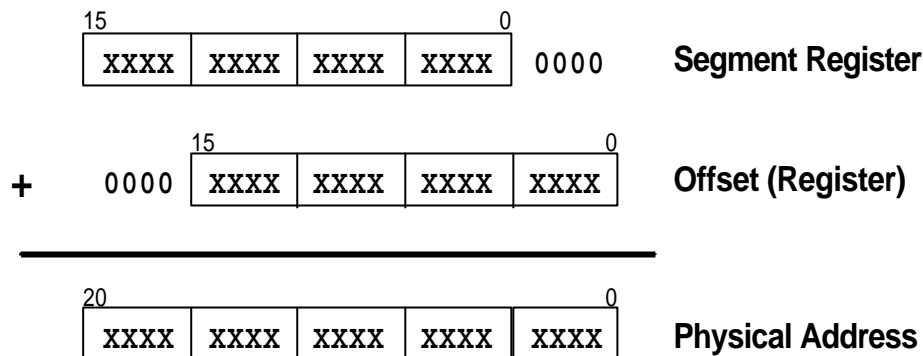 15 0
XXXX XXXX XXXX XXXX 0000 Segment Register
15 0
+ 0000 XXXX XXXX XXXX XXXX Offset (Register)
20 0
XXXX XXXX XXXX XXXX XXXX Physical Address